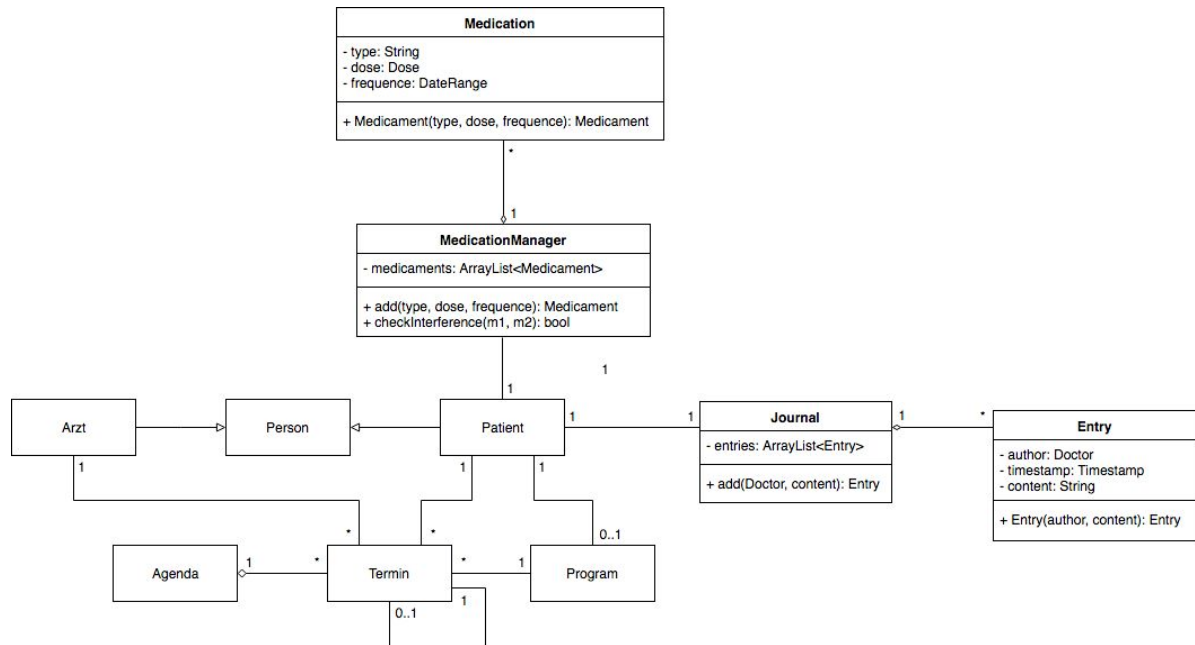 Medication
- type: String
- dose: Dose
- frequence: DateRange
+ Medicament(type, dose, frequence): Medicament
*
1
MedicationManager
- medicaments: ArrayList<Medicament>
+ add(type, dose, frequence): Medicament
+ checkInterference(m1, m2): bool
1
1
Arzt
Person
Patient
1
1
Journal
- entries: ArrayList<Entry>
+ add(Doctor, content): Entry
1
*
Entry
- author: Doctor
- timestamp: Timestamp
- content: String
+ Entry(author, content): Entry
1
1
1
*
*
0..1
Agenda
1
*
Termin
*
1
Program
0..1
1